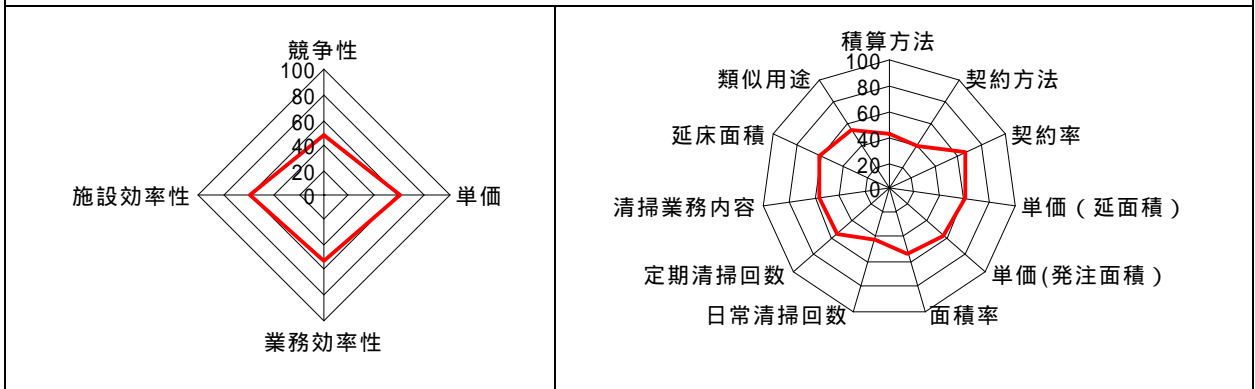 競争性
100
80
60
40
20
0
施設効率性
単価
業務効率性
積算方法
100
80
60
40
20
0
類似用途
契約方法
延床面積
契約率
清掃業務内容
単価（延面積）
定期清掃回数
単価(発注面積）
日常清掃回数
面積率